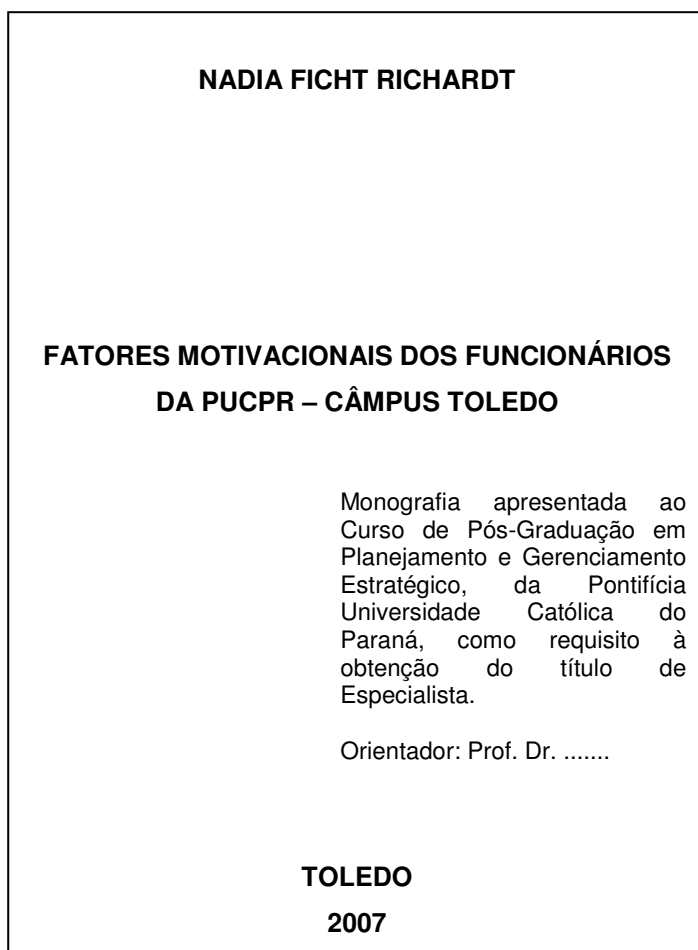 NADIA FICHT RICHARDT
FATORES MOTIVACIONAIS DOS FUNCIONÁRIOS
DA PUCPR – CÂMPUS TOLEDO
Monografia apresentada ao
Curso de Pós-Graduação em
Planejamento e Gerenciamento
Estratégico, da Pontifícia
Universidade Católica do
Paraná, como requisito à
obtenção do título de
Especialista.
Orientador: Prof. Dr. .......
TOLEDO
2007